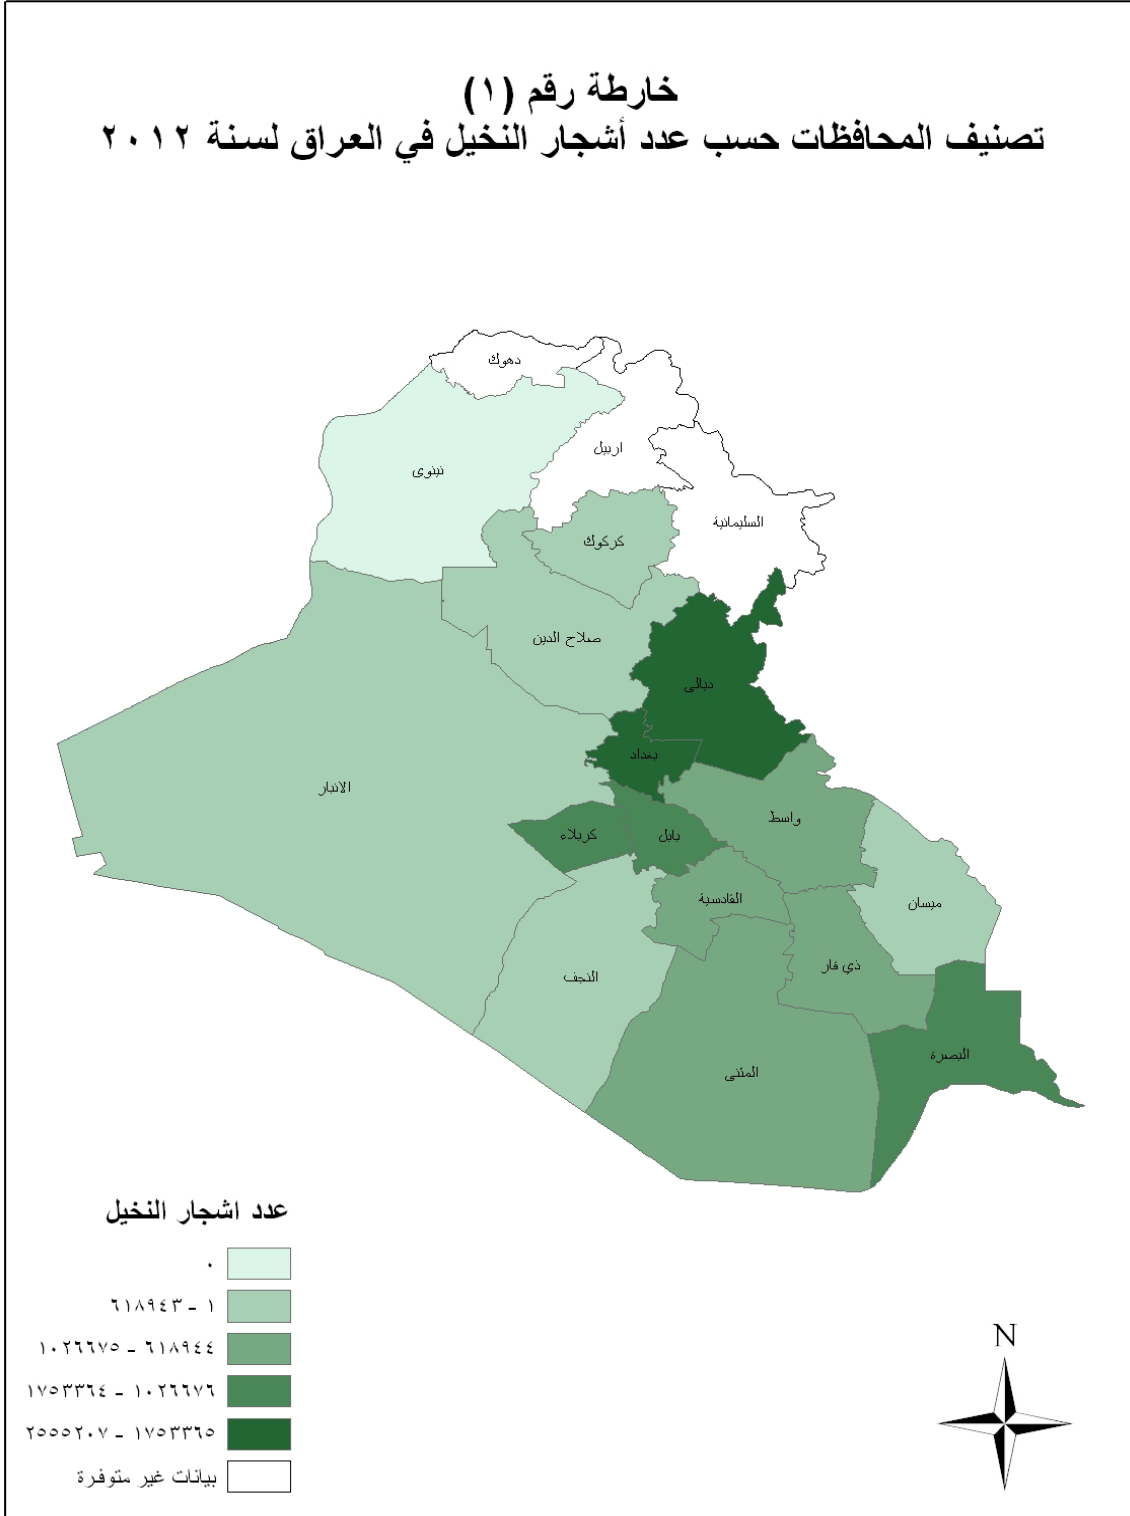 خارطة رقم (١)
تصنيف المحافظات حسب عدد أشجار النخيل في العراق لسنة ٢٠١٢
دهوك
نينوى
اربيل
السليمانية
كركوك
صلاح الدين
ديالى
بغداد
الانبار
واسط
كربلاء
بابل
القادسية
ميسان
النجف
ذي قار
البصرة
المثنى
عدد اشجار النخيل
٠
١ - ٦١٨٩٤٣
٦١٨٩٤٤ - ١٠٢٦٦٧٥
١٠٢٦٦٧٦ - ١٧٥٣٣٦٤
١٧٥٣٣٦٥ - ٢٥٥٥٢٠٧
بيانات غير متوفرة
N